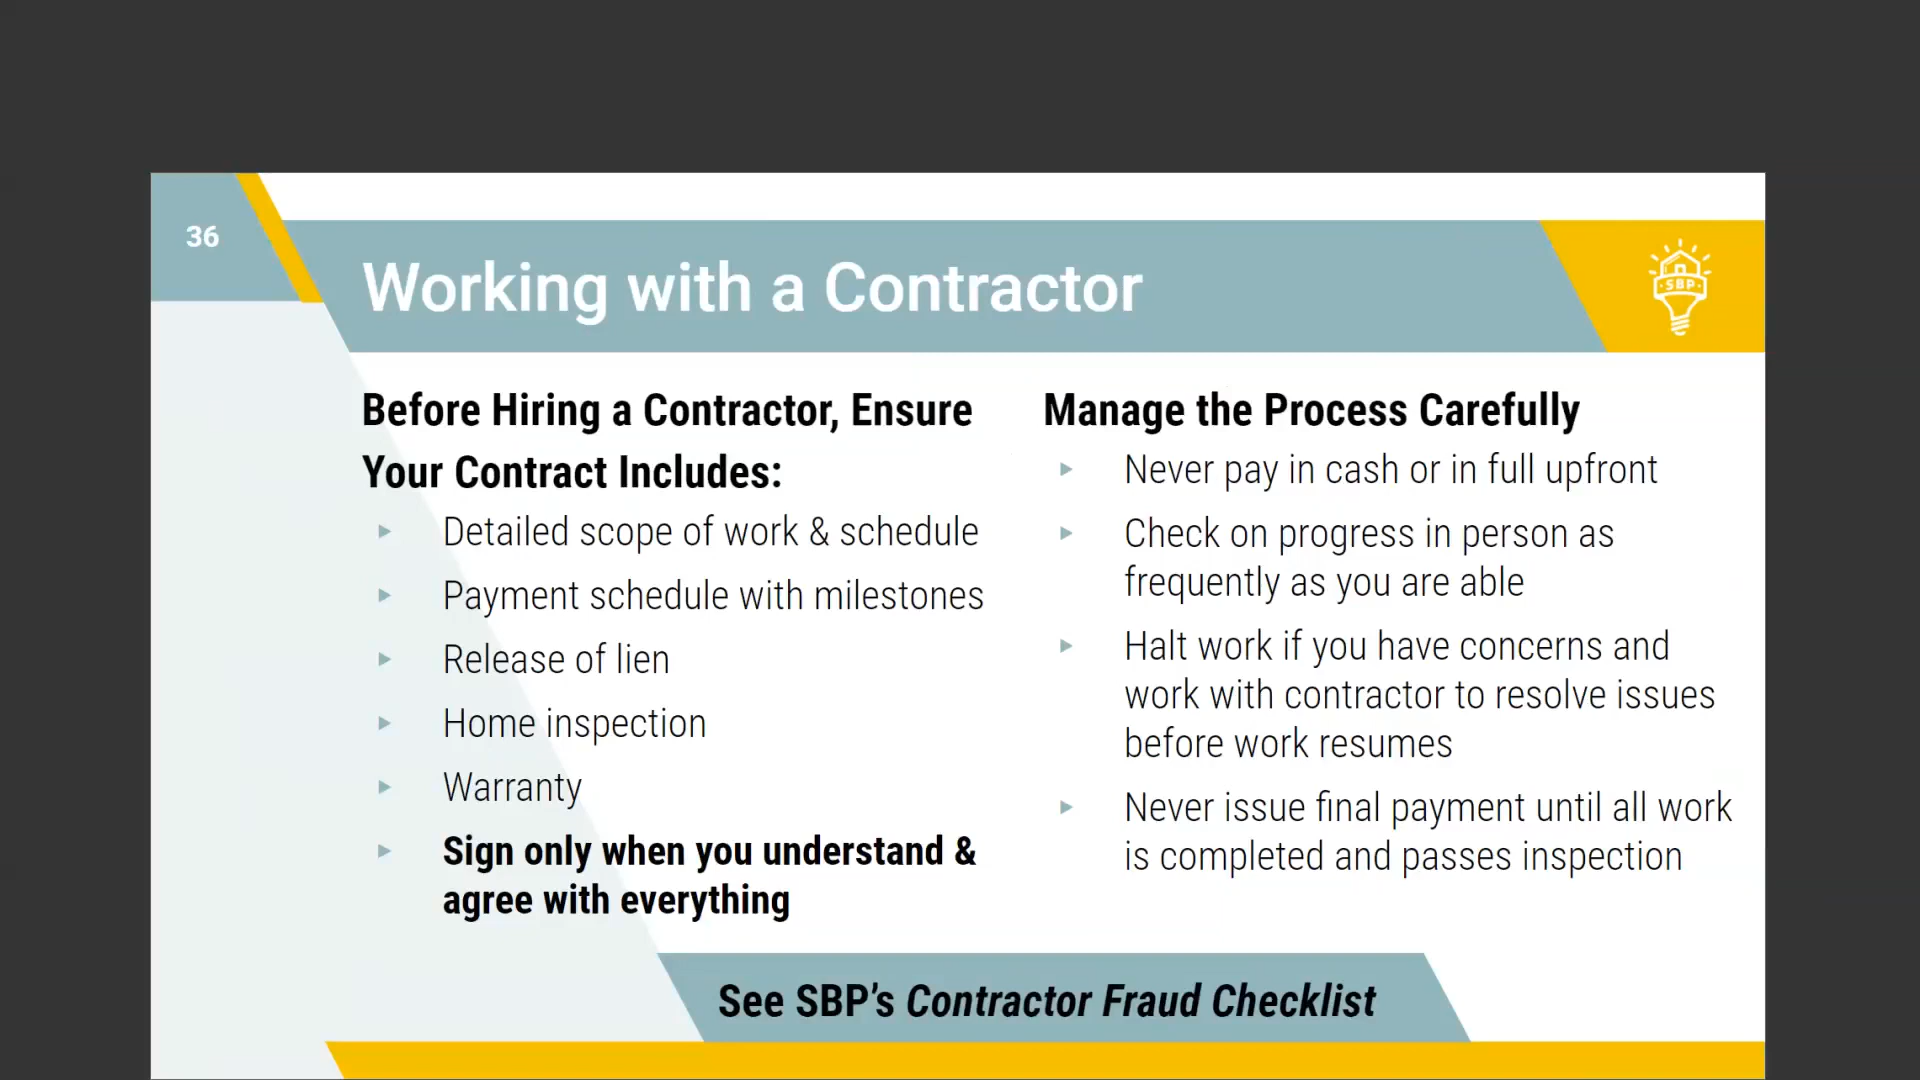 36
Working with a Contractor
SBP
Before Hiring a Contractor, Ensure
Your Contract Includes:
Detailed scope of work & schedule
Payment schedule with milestones
Release of lien
Home inspection
Warranty
Sign only when you understand &
agree with everything
Manage the Process Carefully
Never pay in cash or in full upfront
Check on progress in person as
frequently as you are able
Halt work if you have concerns and
work with contractor to resolve issues
before work resumes
Never issue final payment until all work
is completed and passes inspection
See SBP’s Contractor Fraud Checklist